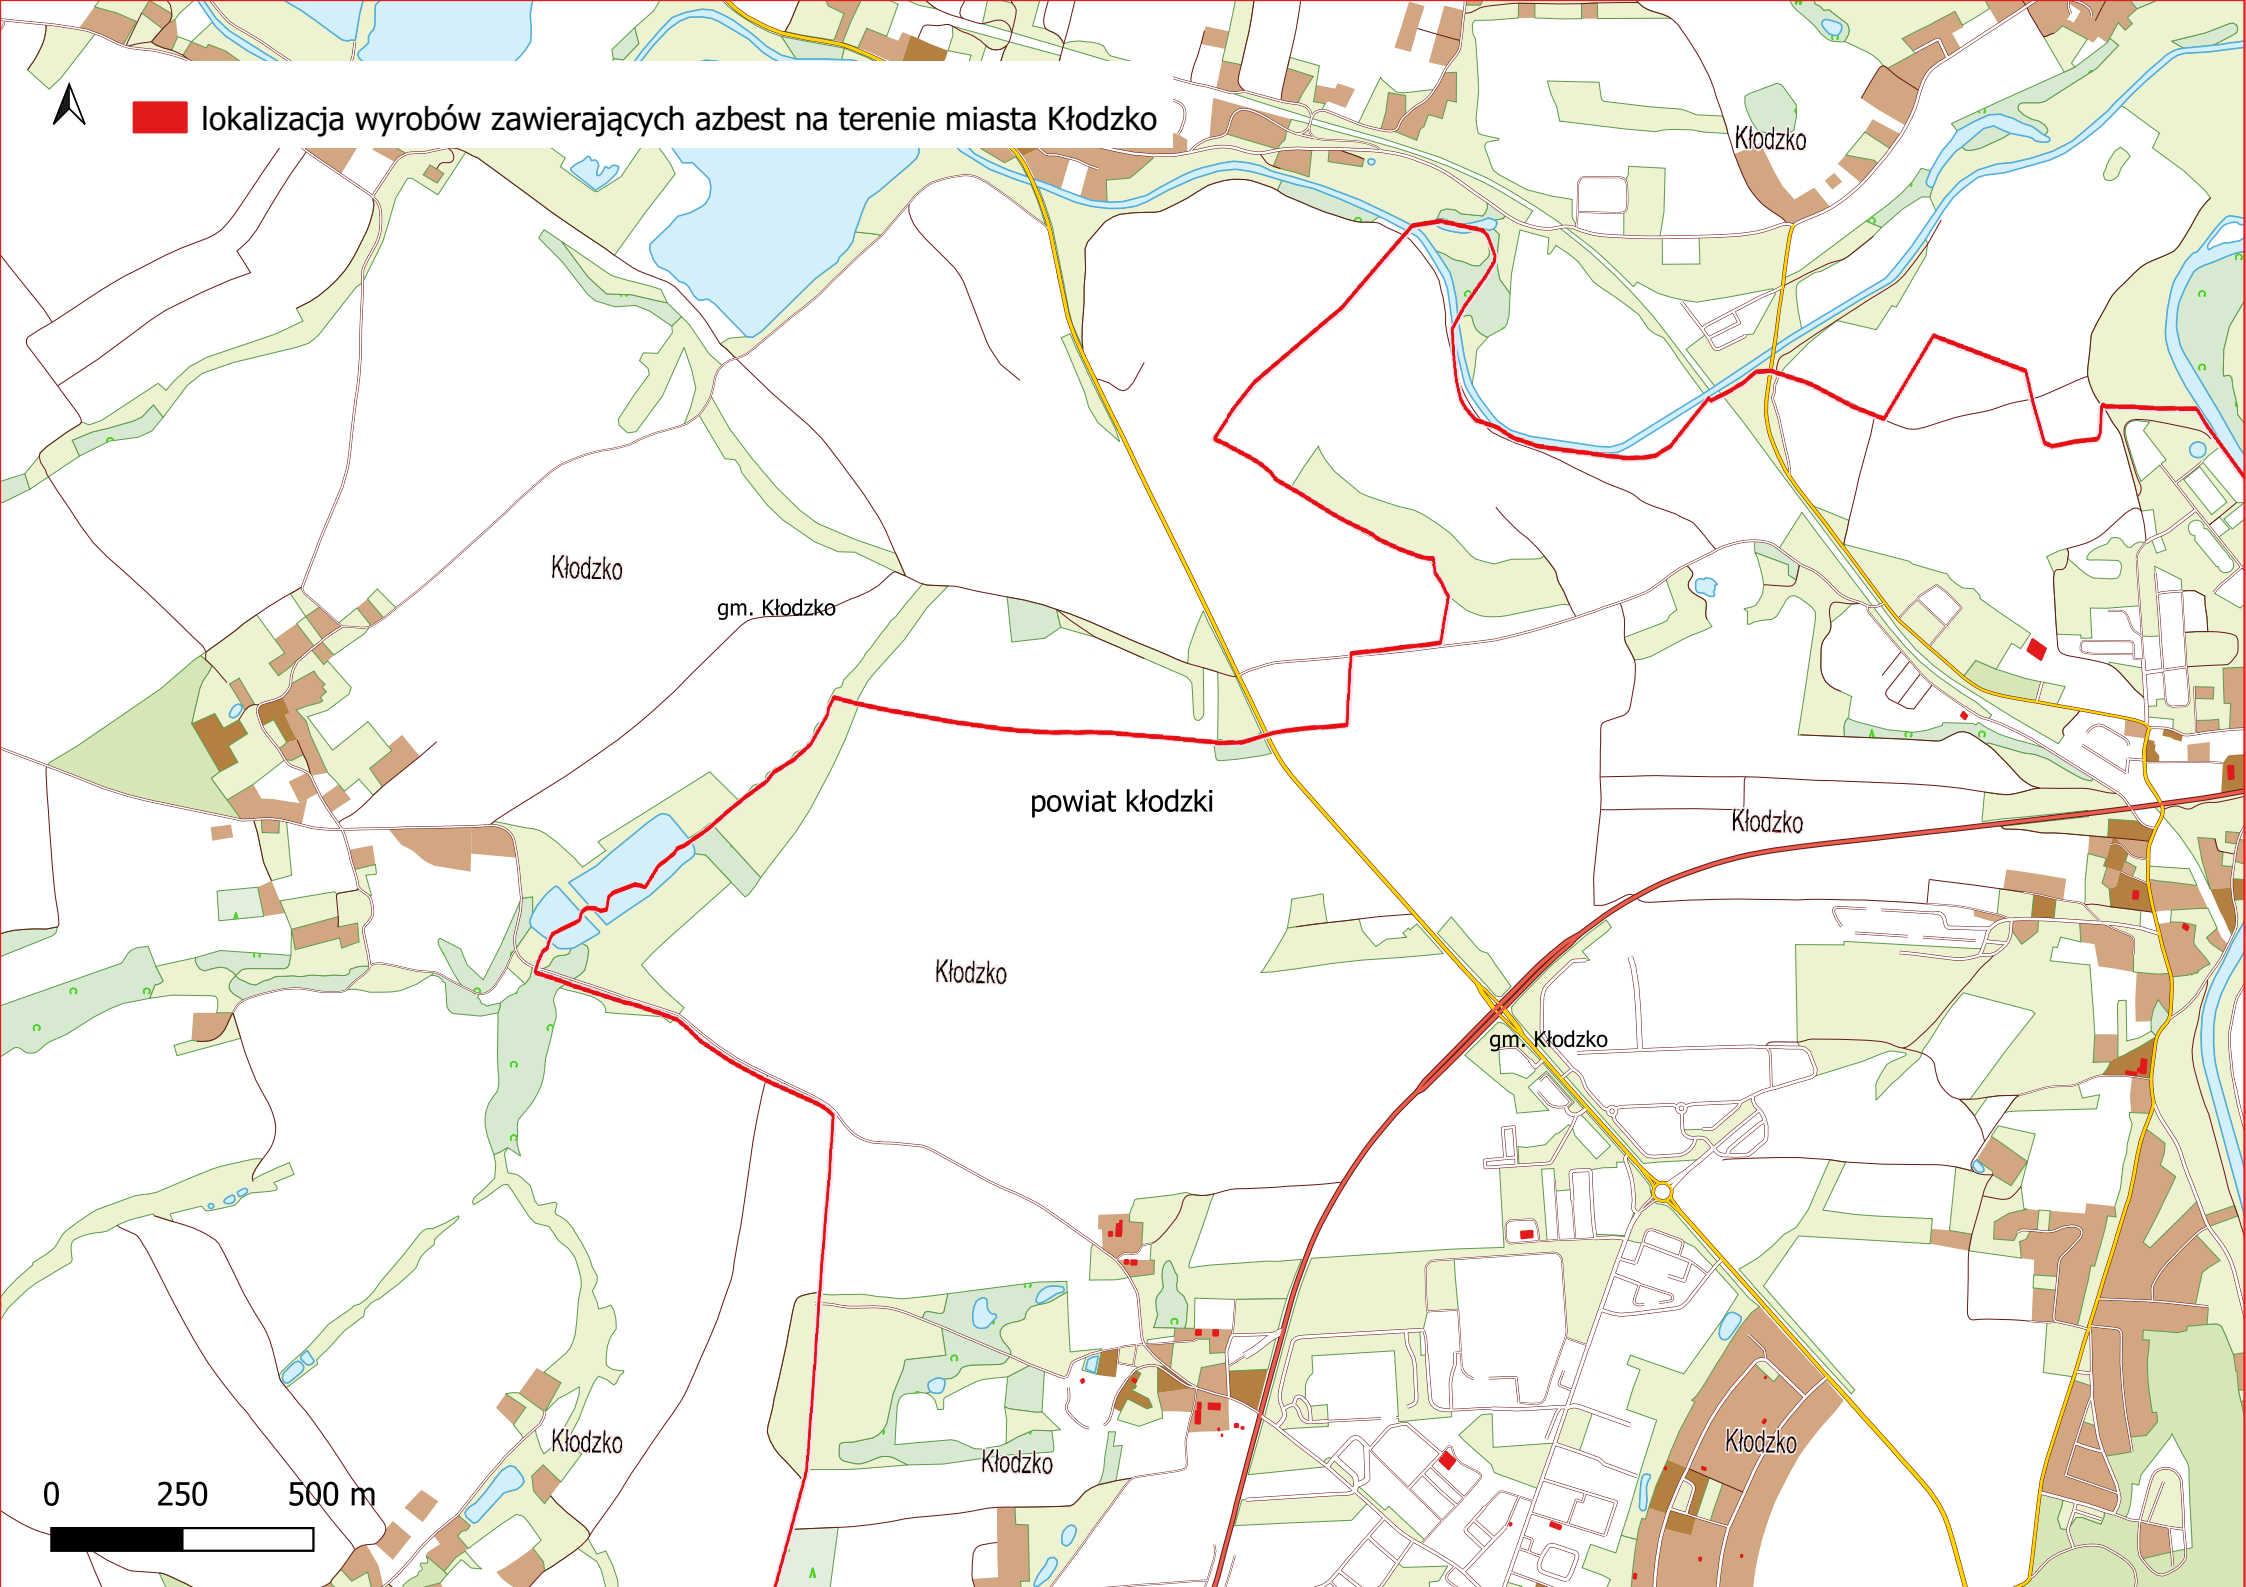 lokalizacja wyrobów zawierających azbest na terenie miasta Kłodzko
Kłodzko
Kłodzko
gm. Kłodzko
powiat kłodzki
Kłodzko
Kłodzko
gm. Kłodzko
Kłodzko
Kłodzko
Kłodzko
0 250 500 m